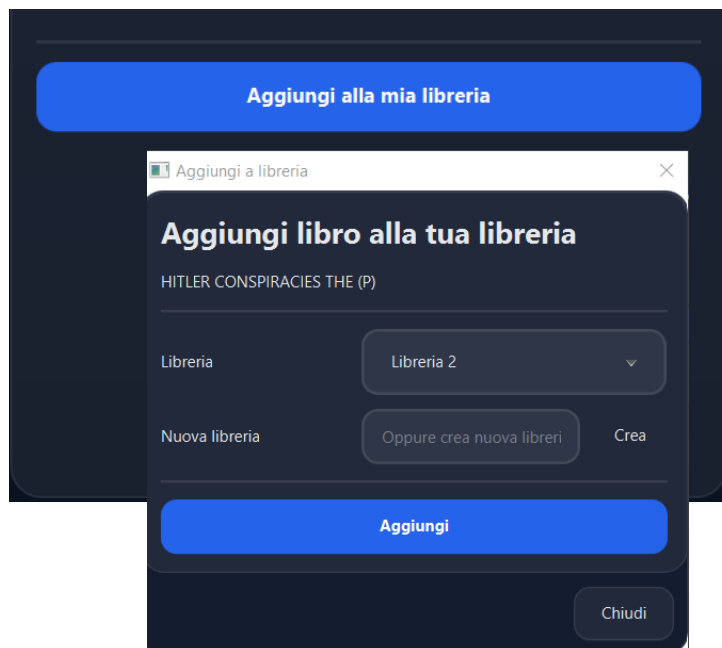 Aggiungi alla mia libreria
Aggiungi a libreria
Aggiungi libro alla tua libreria
HITLER CONSPIRACIES THE (P)
Libreria
Libreria 2
Nuova libreria
Oppure crea nuova libreri
Crea
Aggiungi
Chiudi